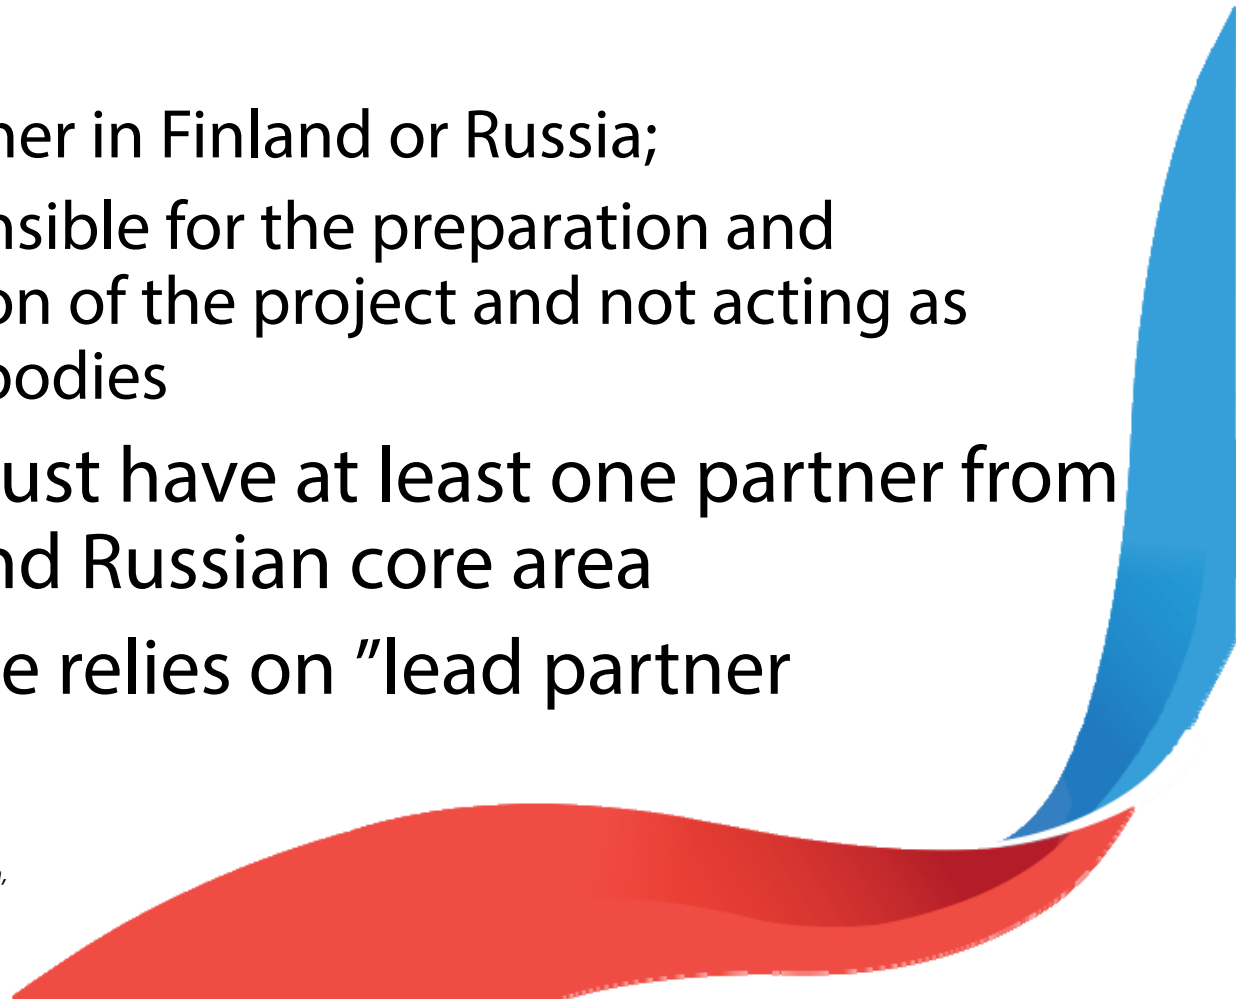 ner in Finland or Russia;
nsible for the preparation and
on of the project and not acting as
bodies
ust have at least one partner from
nd Russian core area
e relies on ”lead partner